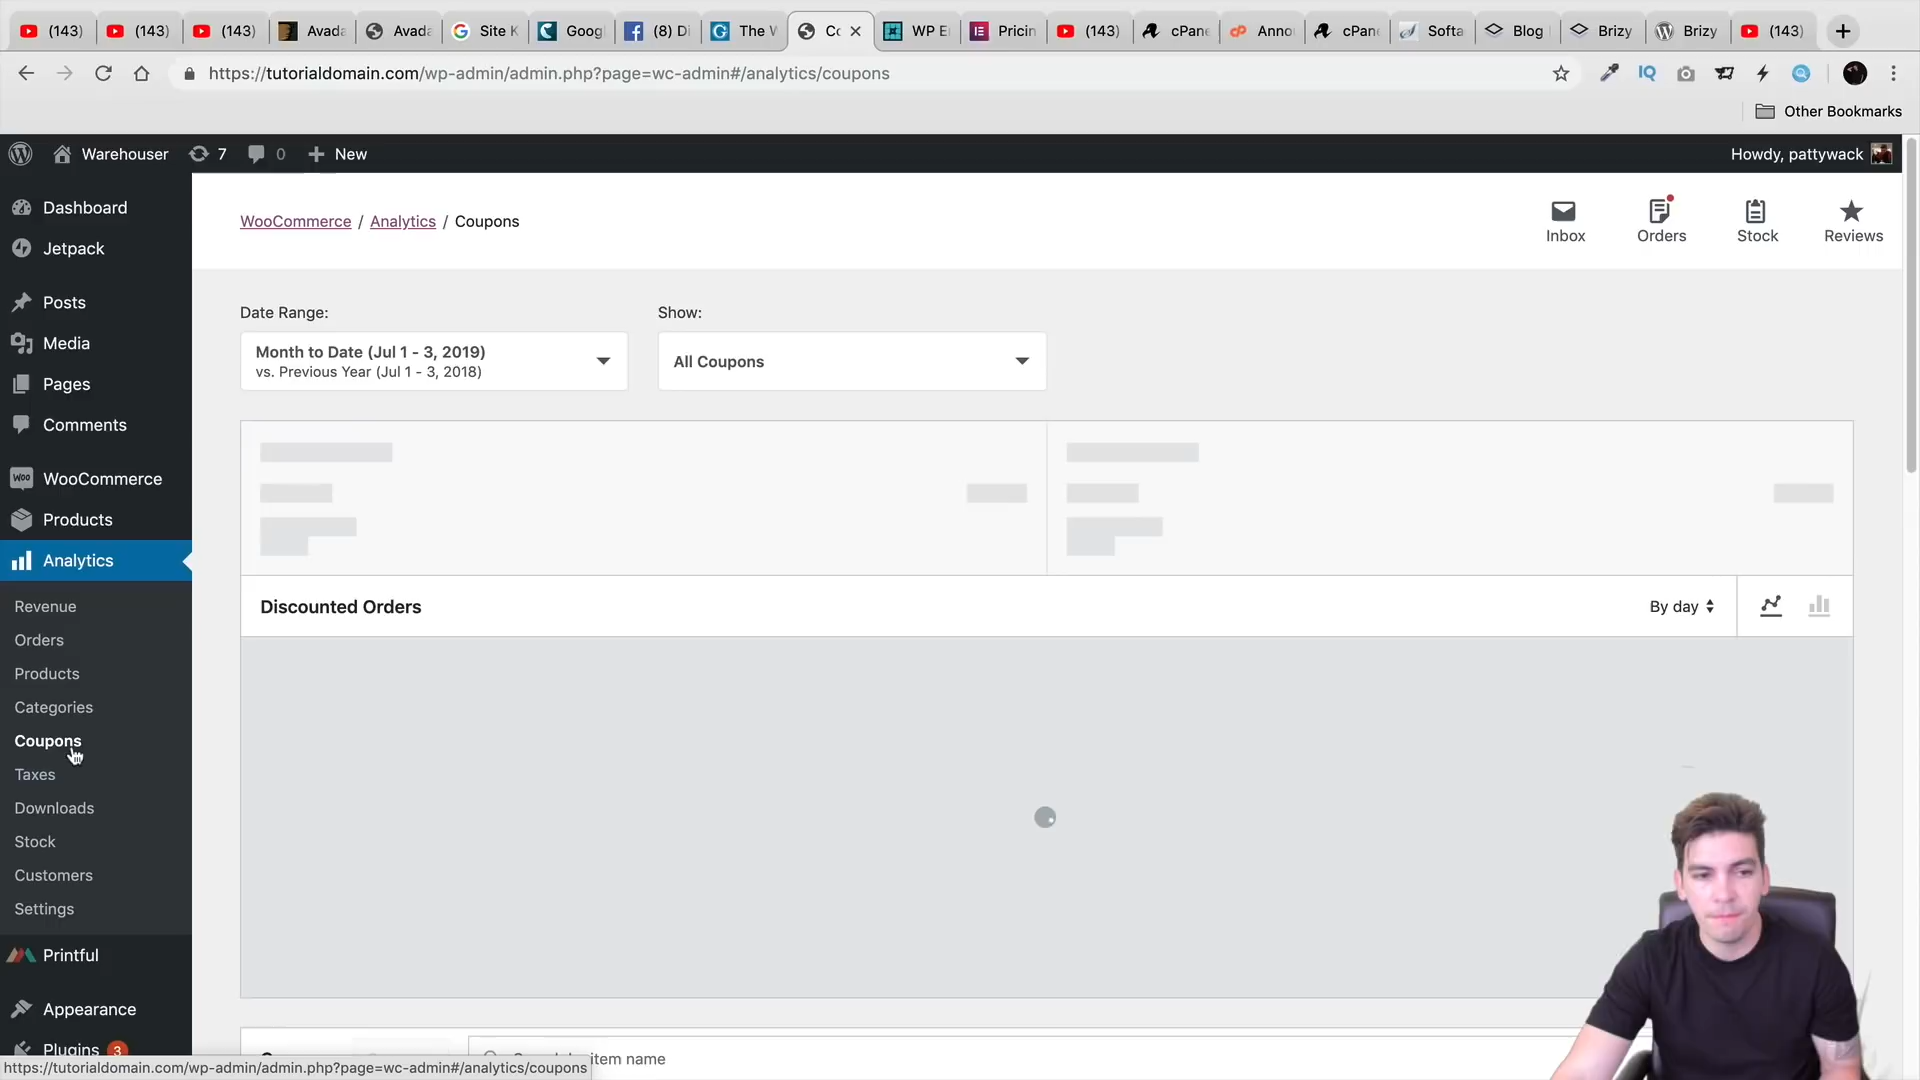 (143) (143) (143) Avada Avada Site K Goog (8) Di The W Co WP E Pricin (143) cPane Anno cPan Softa Blog Brizy Brizy (143)
https://tutorialdomain.com/wp-admin/admin.php?page=wc-admin#/analytics/coupons
IQ
Other Bookmarks
Warehouser 7 0 New
Howdy, pattywack
Dashboard
Jetpack
Posts
Media
Pages
Comments
WooCommerce
Products
Analytics
Revenue
Orders
Products
Categories
Coupons
Taxes
Downloads
Stock
Customers
Settings
Printful
Appearance
Plugins 3
WooCommerce / Analytics / Coupons
Inbox
Orders
Stock
Reviews
Date Range:
Month to Date (Jul 1 - 3, 2019)
vs. Previous Year (Jul 1 - 3, 2018)
Show:
All Coupons
Discounted Orders
By day
item name
https://tutorialdomain.com/wp-admin/admin.php?page=wc-admin#/analytics/coupons